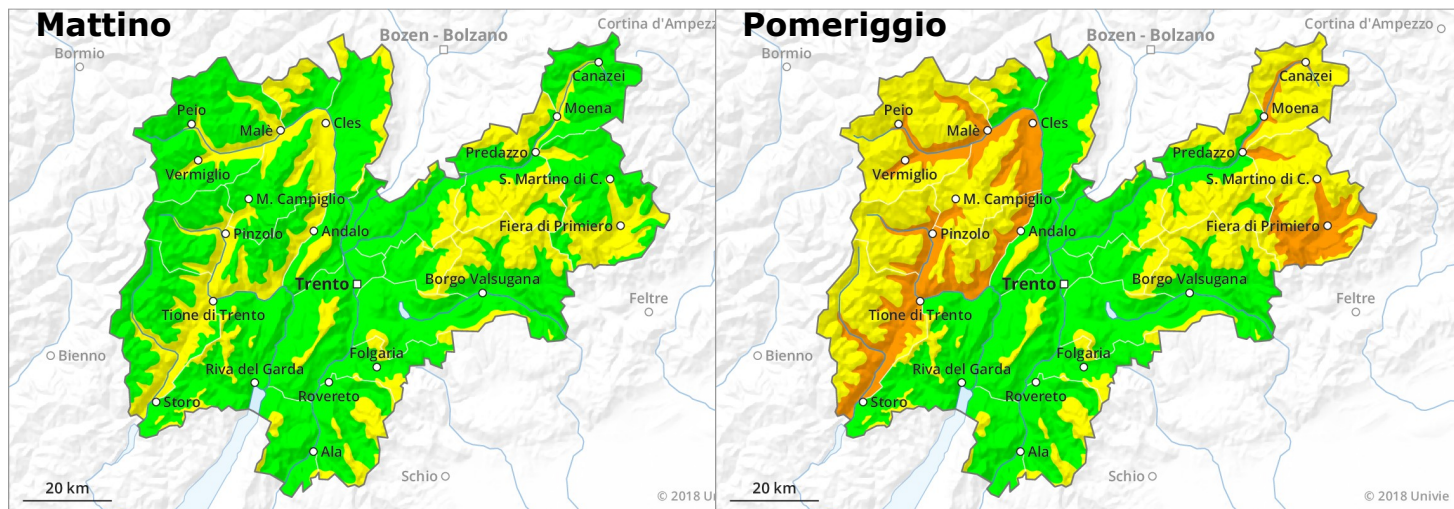 Mattino
Cortina d'Ampezzo
Bozen - Bolzano
Bormio
Canazei
Peio
Moena
Malè
Cles
Predazzo
Vermiglio
S. Martino di C.
M. Campiglio
Fiera di Primiero
Pinzolo
Andalo
Borgo Valsugana
Trento
Feltre
Tione di Trento
Bienno
Folgaria
Riva del Garda
Storo
Rovereto
Ala
Schio
20 km
© 2018 Un
Pomeriggio
Cortina d'Ampezzo
Bozen - Bolzano
Bormio
Canazei
Peio
Moena
Malè
Cles
Predazzo
Vermiglio
S. Martino di C.
M. Campiglio
Fiera di Primiero
Pinzolo
Andalo
Borgo Valsugana
Trento
Feltre
Tione di Trento
Bienno
Folgaria
Riva del Garda
Storo
Rovereto
Ala
Schio
20 km
© 2018 Univie